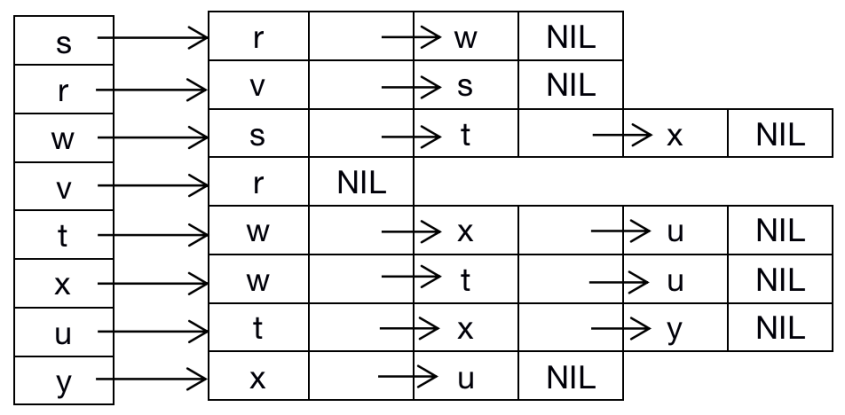 s r w NIL
r v s NIL
w s t x NIL
v r NIL
t w x u NIL
x w t u NIL
u t x y NIL
y x u NIL